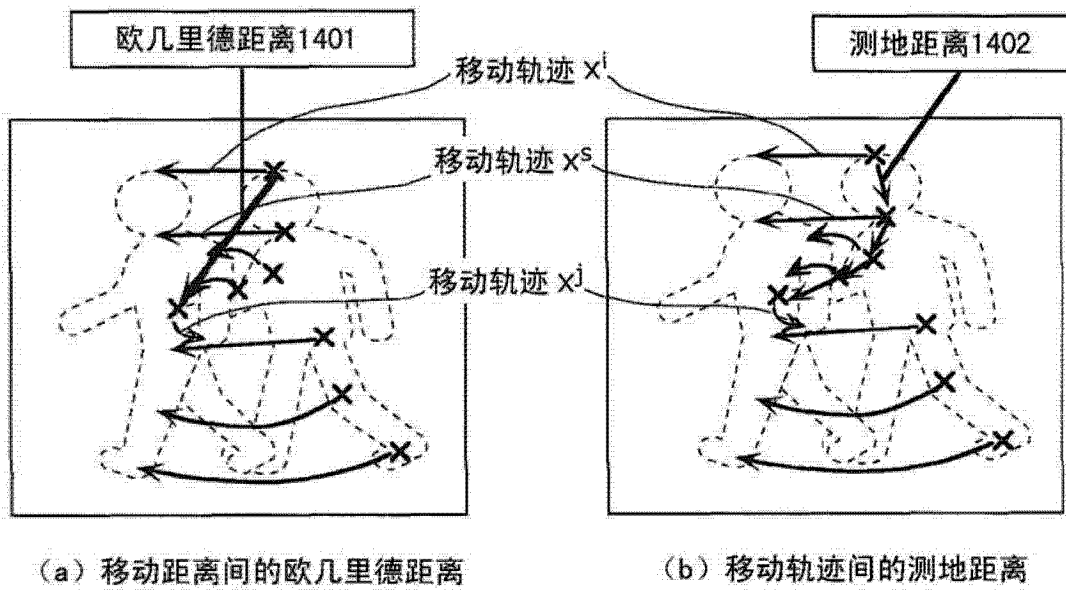 欧几里德距离1401
测地距离1402
移动轨迹 x^i
移动轨迹 x^s
移动轨迹 x^j
（a）移动距离间的欧几里德距离
（b）移动轨迹间的测地距离